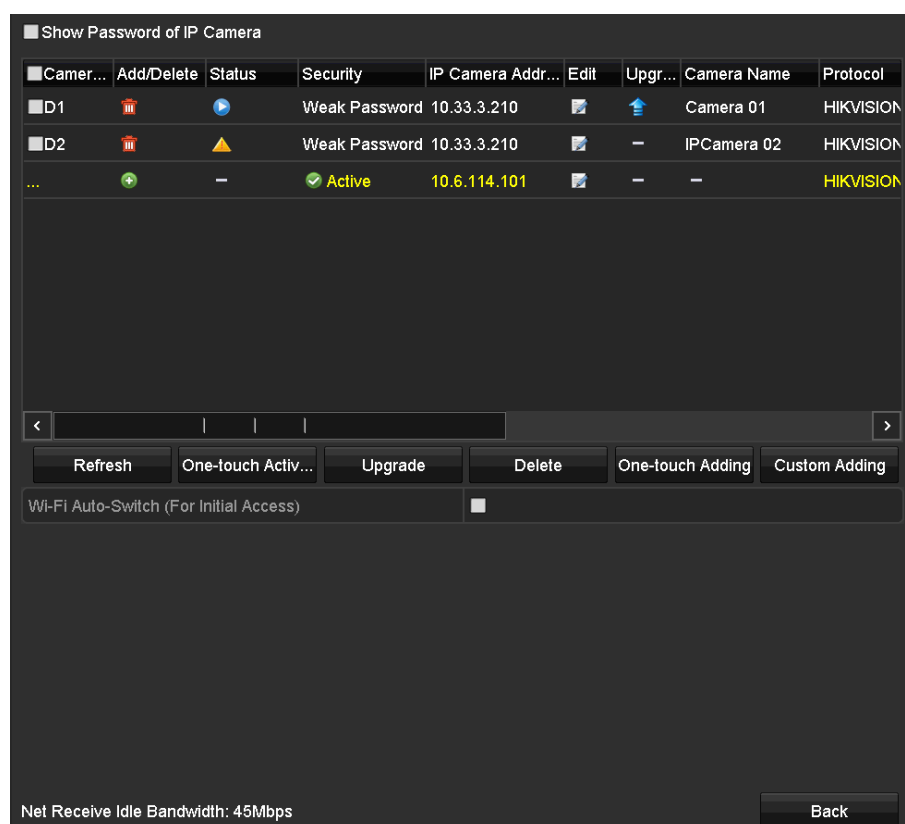 Show Password of IP Camera
Camer... Add/Delete Status Security IP Camera Addr... Edit Upgr... Camera Name Protocol
D1 Weak Password 10.33.3.210 Camera 01 HIKVISION
D2 Weak Password 10.33.3.210 – IPCamera 02 HIKVISION
... – Active 10.6.114.101 – – HIKVISION
Refresh One-touch Activ... Upgrade Delete One-touch Adding Custom Adding
Wi-Fi Auto-Switch (For Initial Access)
Net Receive Idle Bandwidth: 45Mbps Back